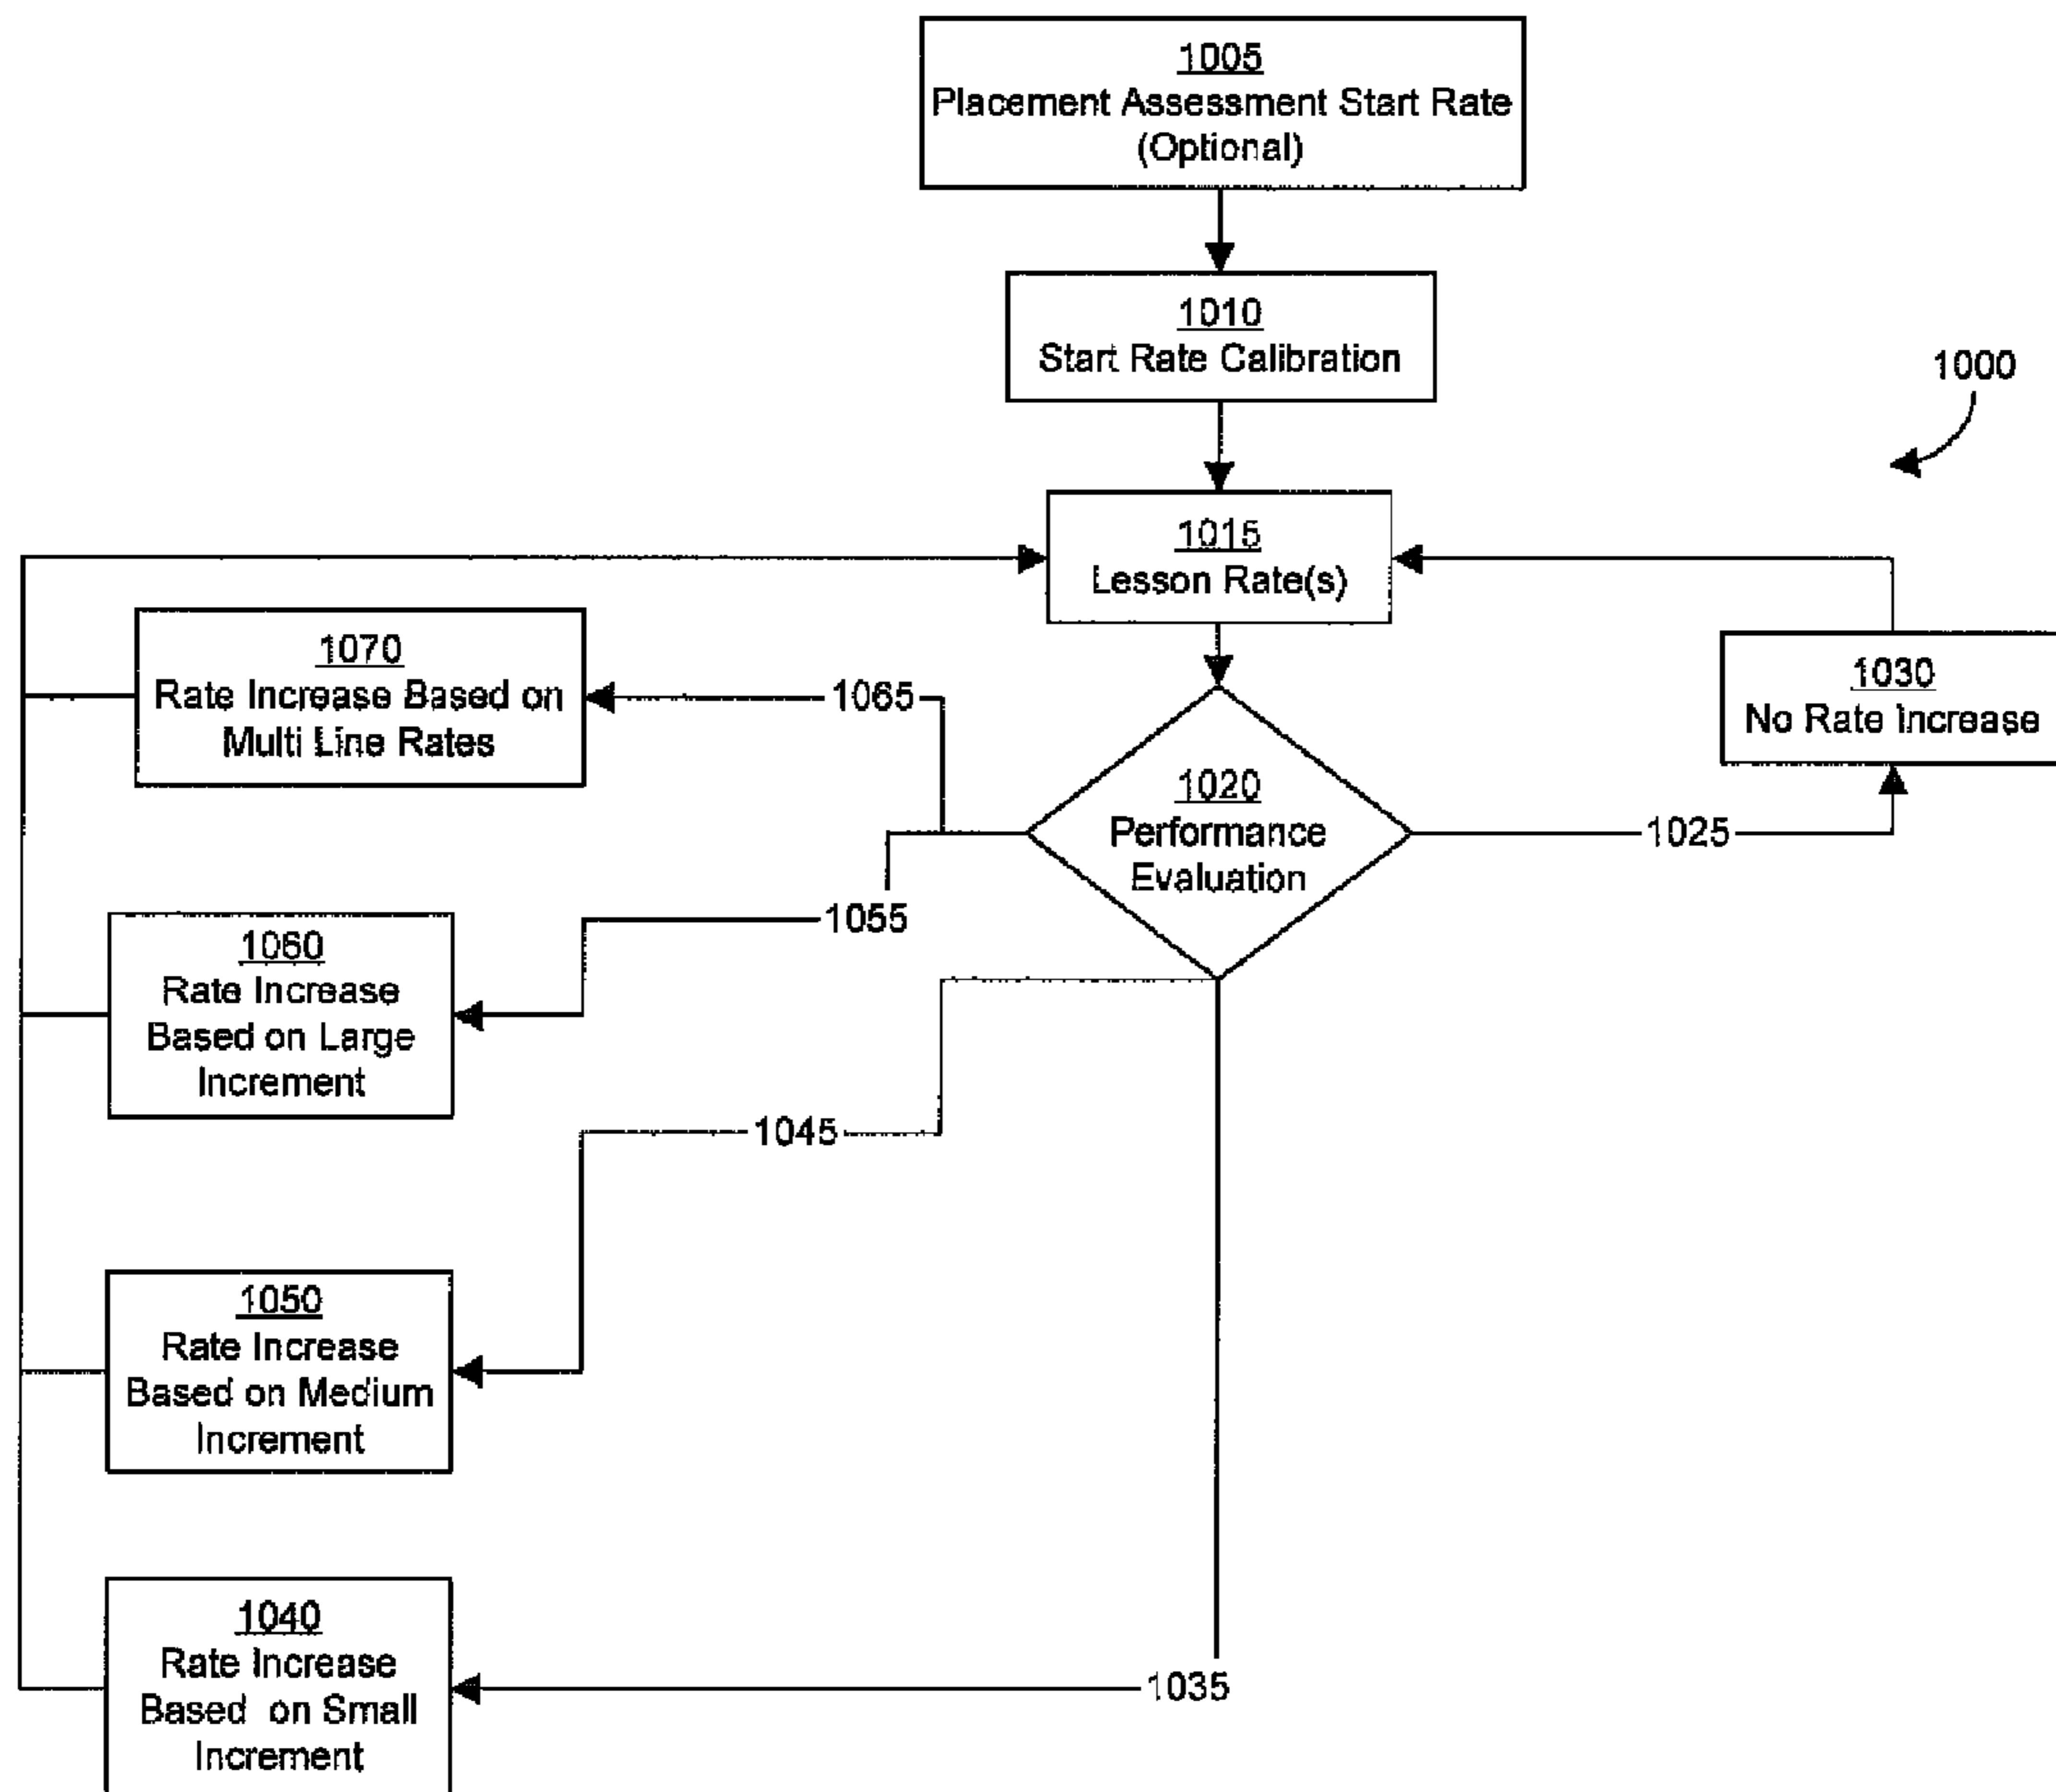 1005
Placement Assessment Start Rate
(Optional)
1010
Start Rate Calibration
1000
1015
Lesson Rate(s)
1070
Rate Increase Based on
Multi Line Rates
1065
1030
No Rate Increase
1020
Performance
Evaluation
1025
1055
1060
Rate Increase
Based on Large
Increment
1045
1050
Rate Increase
Based on Medium
Increment
1040
Rate Increase
Based on Small
Increment
1035